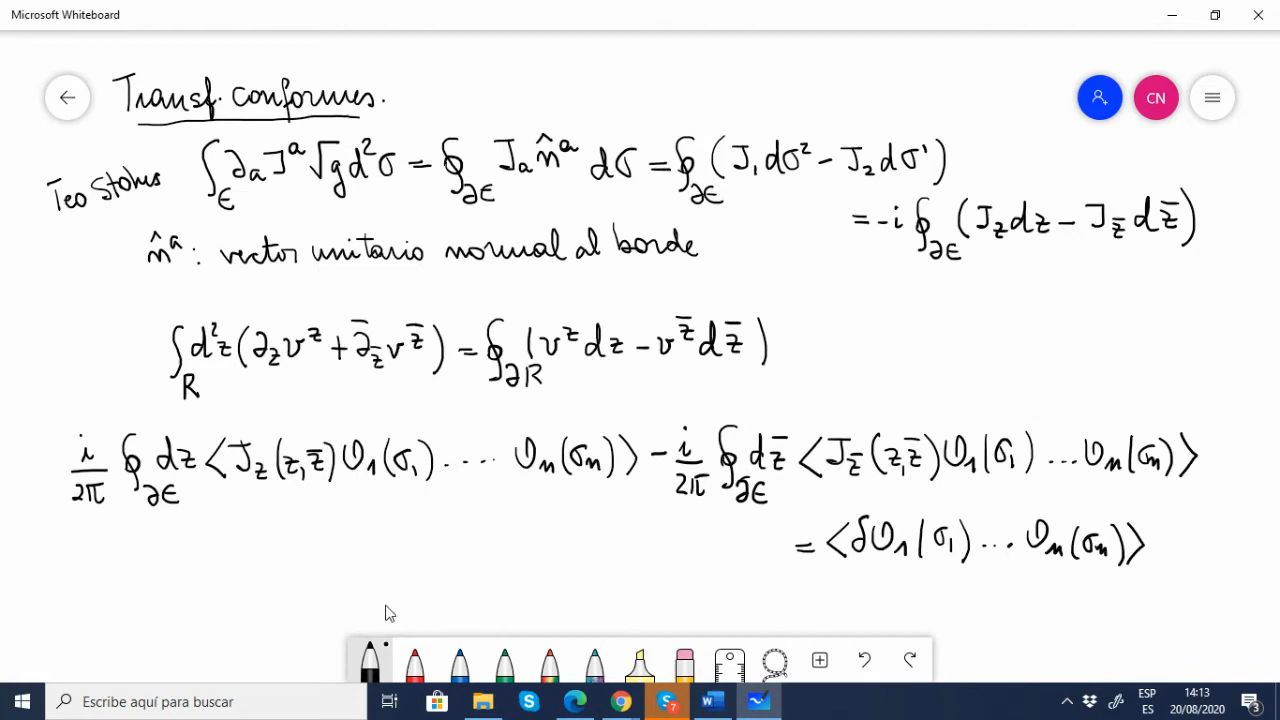 Microsoft Whiteboard
Transf. conformes.
CN
Teo Stokes ∫_ϵ ∂_a J^a √g d²σ = ∮_∂ϵ J_a n̂^a dσ = ∮_∂ϵ (J_1 dσ² - J_2 dσ¹)
= -i ∮_∂ϵ (J_z dz - J_z̄ dz̄)
n̂^a : vector unitario normal al borde
∫_R d²z (∂_z v^z + ∂̄_z̄ v^z̄) = ∮_∂R (v^z dz - v^z̄ dz̄)
i/2π ∮_∂ϵ dz ⟨J_z(z,z̄) O_1(σ_1) .... O_n(σ_n)⟩ - i/2π ∮_∂ϵ dz̄ ⟨J_z̄(z,z̄) O_1(σ_1) ... O_n(σ_n)⟩
= ⟨δO_1(σ_1) ... O_n(σ_n)⟩
Escribe aquí para buscar
7
ESP
ES
14:13
20/08/2020
3